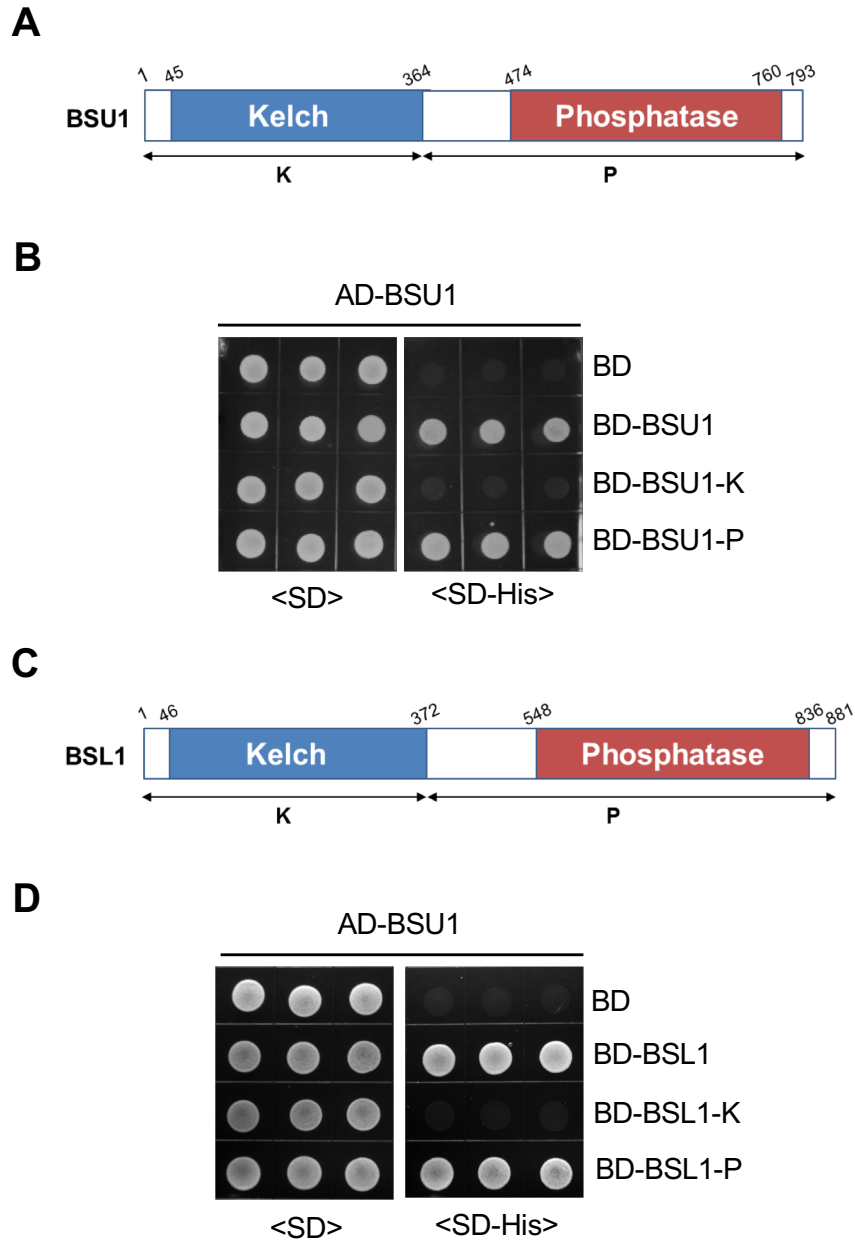 A
1 45 364 474 760 793
BSU1 Kelch Phosphatase
K P
B
AD-BSU1
BD
BD-BSU1
BD-BSU1-K
BD-BSU1-P
<SD> <SD-His>
C
1 46 372 548 836 881
BSL1 Kelch Phosphatase
K P
D
AD-BSU1
BD
BD-BSL1
BD-BSL1-K
BD-BSL1-P
<SD> <SD-His>